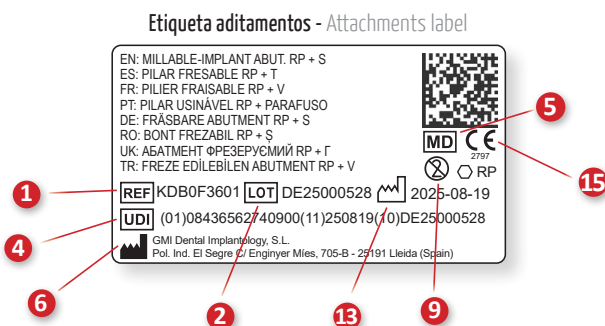 Etiqueta aditamentos - Attachments label
EN: MILLABLE-IMPLANT ABUT. RP + S
ES: PILAR FRESABLE RP + T
FR: PILIER FRAISABLE RP + V
PT: PILAR USINÁVEL RP + PARAFUSO
DE: FRÄSBARE ABUTMENT RP + S
RO: BONT FREZABIL RP + Ș
UK: АБАТМЕНТ ФРЕЗЕРУЄМИЙ RP + Г
TR: FREZE EDİLEBİLEN ABUTMENT RP + V
MD CE
2797
2 RP
REF KDB0F3601 LOT DE25000528 2025-08-19
UDI (01)08436562740900(11)250819(10)DE25000528
GMI Dental Implantology, S.L.
Pol. Ind. El Segre C/ Enginyer Míes, 705-B - 25191 Lleida (Spain)
5
15
1
4
6
2
13
9